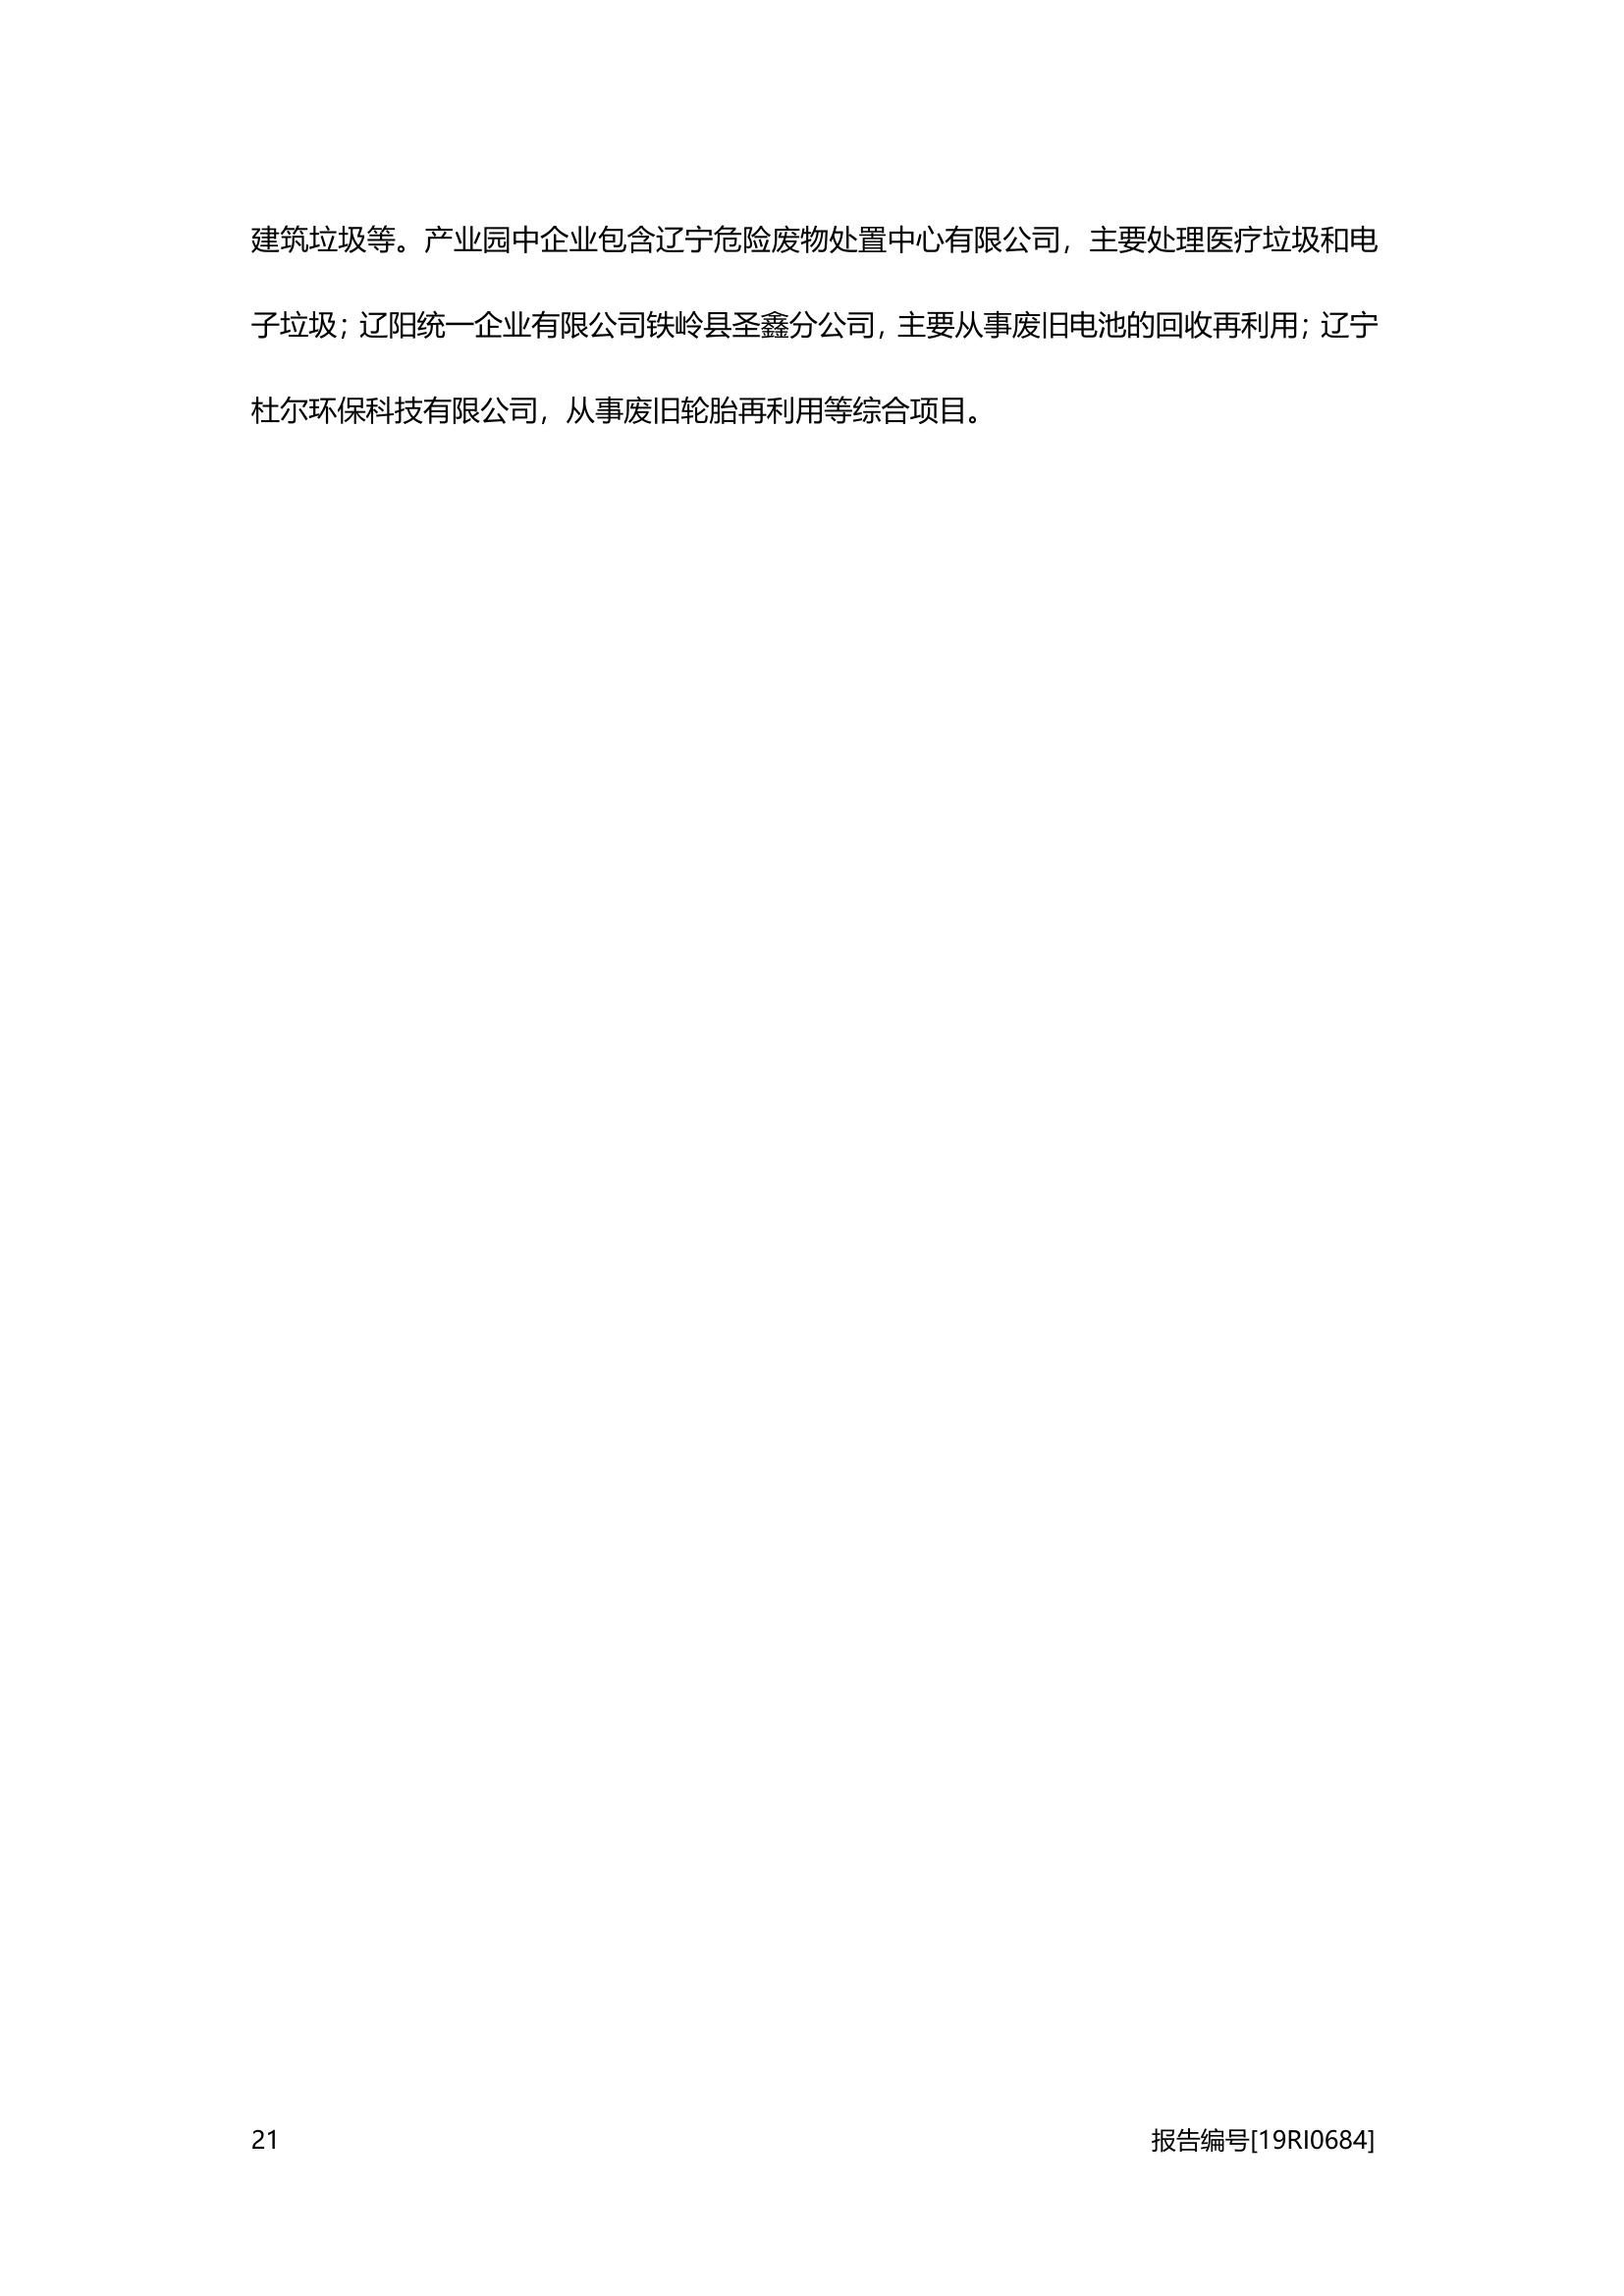 建筑垃圾等。产业园中企业包含辽宁危险废物处置中心有限公司，主要处理医疗垃圾和电
子垃圾；辽阳统一企业有限公司铁岭县圣鑫分公司，主要从事废旧电池的回收再利用；辽宁
杜尔环保科技有限公司，从事废旧轮胎再利用等综合项目。
21 报告编号[19RI0684]